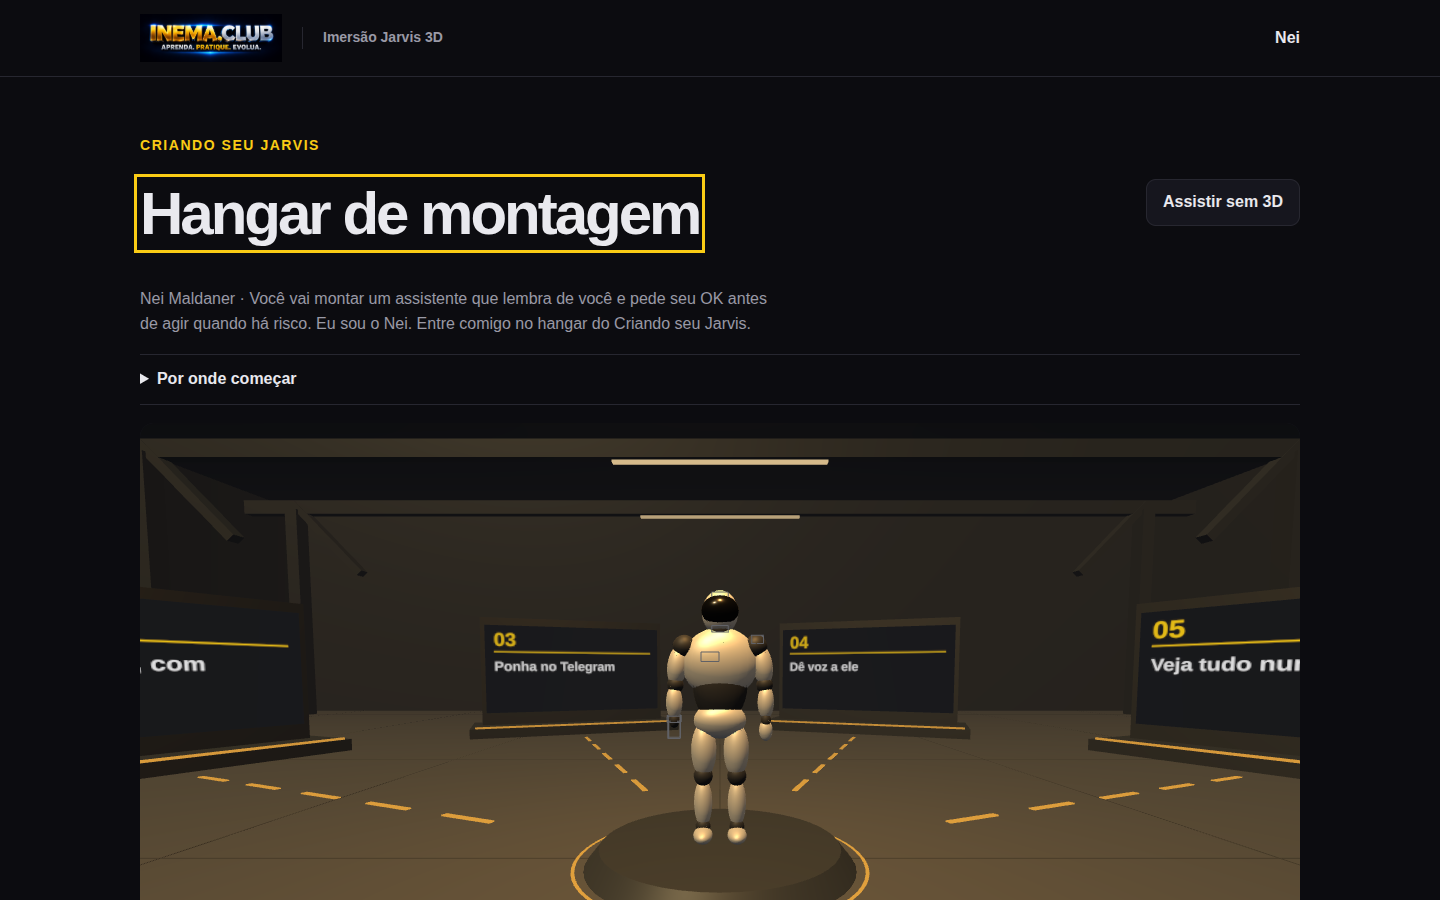 INEMA.CLUB
APRENDA. PRATIQUE. EVOLUA.
Imersão Jarvis 3D
Nei
CRIANDO SEU JARVIS
Hangar de montagem
Assistir sem 3D
Nei Maldaner · Você vai montar um assistente que lembra de você e pede seu OK antes
de agir quando há risco. Eu sou o Nei. Entre comigo no hangar do Criando seu Jarvis.
Por onde começar
com
03
Ponha no Telegram
04
Dê voz a ele
05
Veja tudo